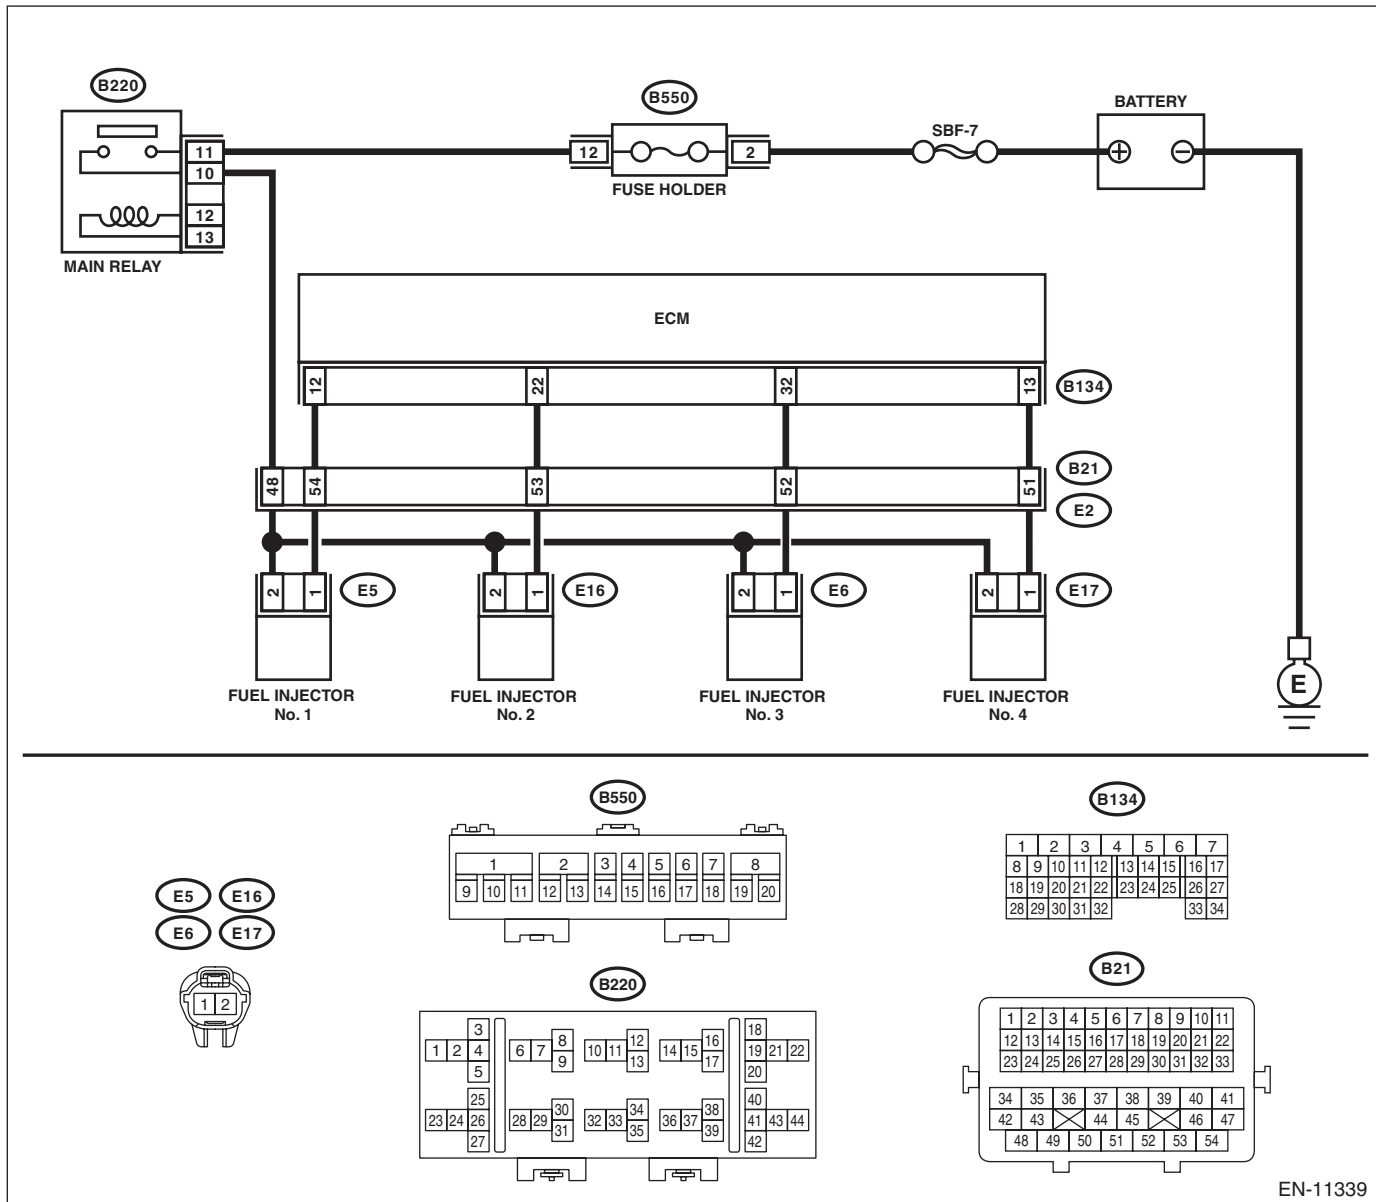 B220
B550
BATTERY
SBF-7
11
12
2
10
FUSE HOLDER
12
13
MAIN RELAY
ECM
12 22 32 13
B134
48 54 53 52 51
B21
E2
2 1 E5
2 1 E16
2 1 E6
2 1 E17
FUEL INJECTOR
No. 1
FUEL INJECTOR
No. 2
FUEL INJECTOR
No. 3
FUEL INJECTOR
No. 4
E
B550
1 2 3 4 5 6 7 8
9 10 11 12 13 14 15 16 17 18 19 20
B134
1 2 3 4 5 6 7
8 9 10 11 12 13 14 15 16 17
18 19 20 21 22 23 24 25 26 27
28 29 30 31 32 33 34
E5 E16
E6 E17
1 2
B220
3 8 12 16 18
1 2 4 6 7 10 11 14 15 19 21 22
5 9 13 17 20
25 30 34 38 40
23 24 26 28 29 32 33 36 37 41 43 44
27 31 35 39 42
B21
1 2 3 4 5 6 7 8 9 10 11
12 13 14 15 16 17 18 19 20 21 22
23 24 25 26 27 28 29 30 31 32 33
34 35 36 37 38 39 40 41
42 43 44 45 46 47
48 49 50 51 52 53 54
EN-11339